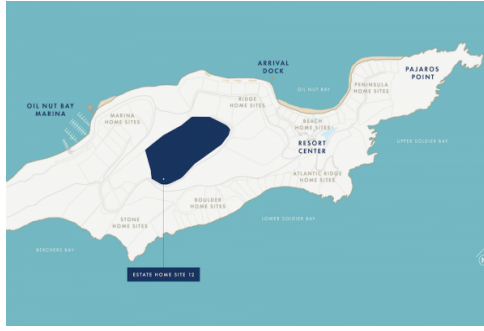 PAJAROS
POINT
ARRIVAL
DOCK
OIL NUT BAY
PENINSULA
HOME SITES
RIDGE
HOME SITES
OIL NUT BAY
MARINA
MARINA
HOME SITES
BEACH
HOME SITES
RESORT
CENTER
UPPER SOLDIER BAY
ATLANTIC RIDGE
HOME SITES
BOULDER
HOME SITES
LOWER SOLDIER BAY
STONE
HOME SITES
BERCHERS BAY
ESTATE HOME SITE 12